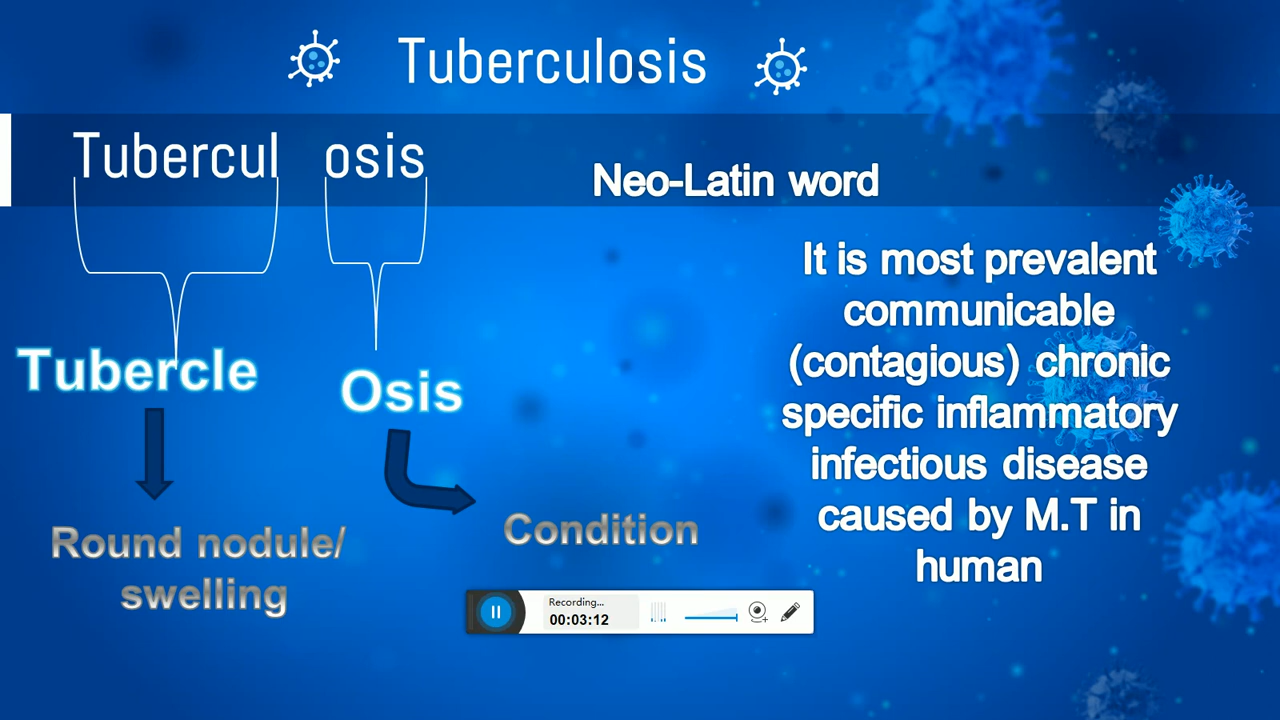 Tuberculosis
Tubercul osis
Neo-Latin word
It is most prevalent
communicable
(contagious) chronic
specific inflammatory
infectious disease
caused by M.T in
human
Tubercle
Osis
Round nodule/
swelling
Condition
Recording...
00:03:12